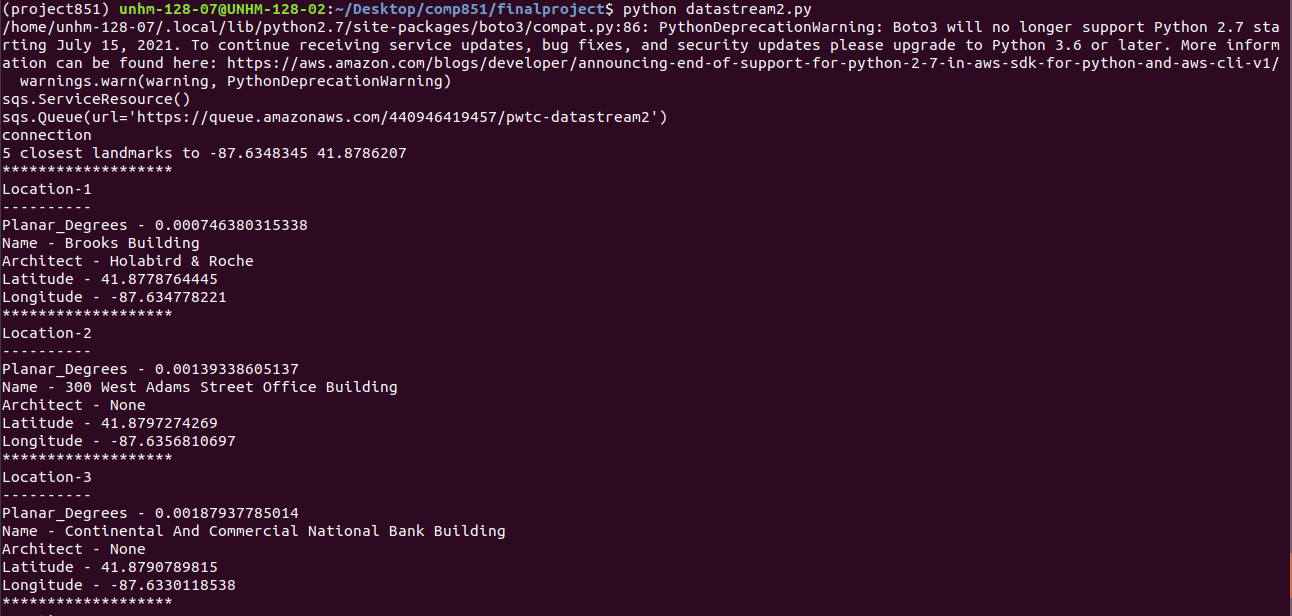 (project851) unhm-128-07@UNHM-128-02:~/Desktop/comp851/finalproject$ python datastream2.py
/home/unhm-128-07/.local/lib/python2.7/site-packages/boto3/compat.py:86: PythonDeprecationWarning: Boto3 will no longer support Python 2.7 sta
rting July 15, 2021. To continue receiving service updates, bug fixes, and security updates please upgrade to Python 3.6 or later. More inform
ation can be found here: https://aws.amazon.com/blogs/developer/announcing-end-of-support-for-python-2-7-in-aws-sdk-for-python-and-aws-cli-v1/
  warnings.warn(warning, PythonDeprecationWarning)
sqs.ServiceResource()
sqs.Queue(url='https://queue.amazonaws.com/440946419457/pwtc-datastream2')
connection
5 closest landmarks to -87.6348345 41.8786207
*******************
Location-1
----------
Planar_Degrees - 0.000746380315338
Name - Brooks Building
Architect - Holabird & Roche
Latitude - 41.8778764445
Longitude - -87.634778221
*******************
Location-2
----------
Planar_Degrees - 0.00139338605137
Name - 300 West Adams Street Office Building
Architect - None
Latitude - 41.8797274269
Longitude - -87.6356810697
*******************
Location-3
----------
Planar_Degrees - 0.00187937785014
Name - Continental And Commercial National Bank Building
Architect - None
Latitude - 41.8790789815
Longitude - -87.6330118538
*******************